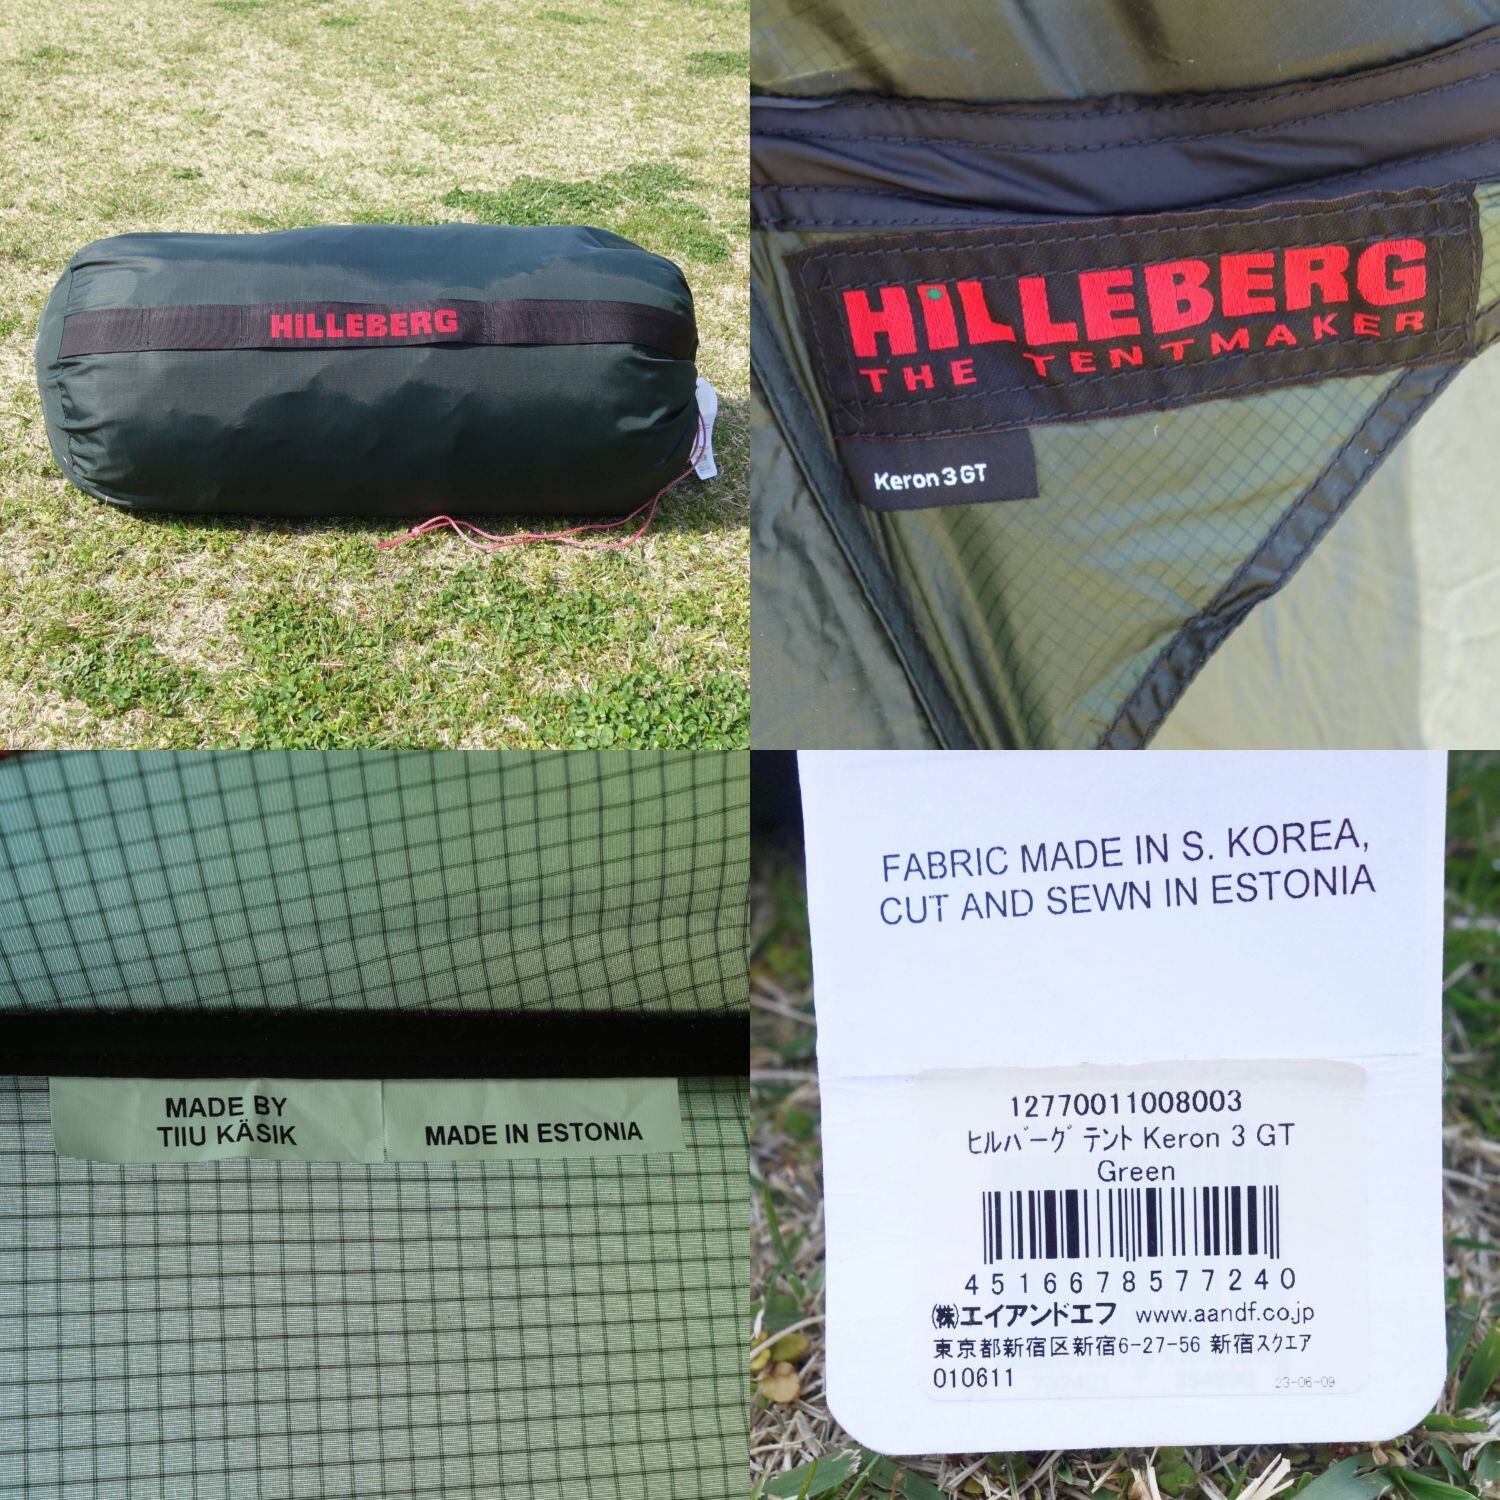 HiLLEBERG
HiLLEBERG
THE TENTMAKER
Keron 3 GT
MADE BY
TIIU KÄSIK
MADE IN ESTONIA
FABRIC MADE IN S. KOREA,
CUT AND SEWN IN ESTONIA
12770011008003
ﾋﾙﾊﾞｰｸﾞ ﾃﾝﾄ Keron 3 GT
Green
4516678577240
㈱エイアンドエフ www.aandf.co.jp
東京都新宿区新宿6-27-56 新宿ｽｸｴｱ
010611 23-06-09